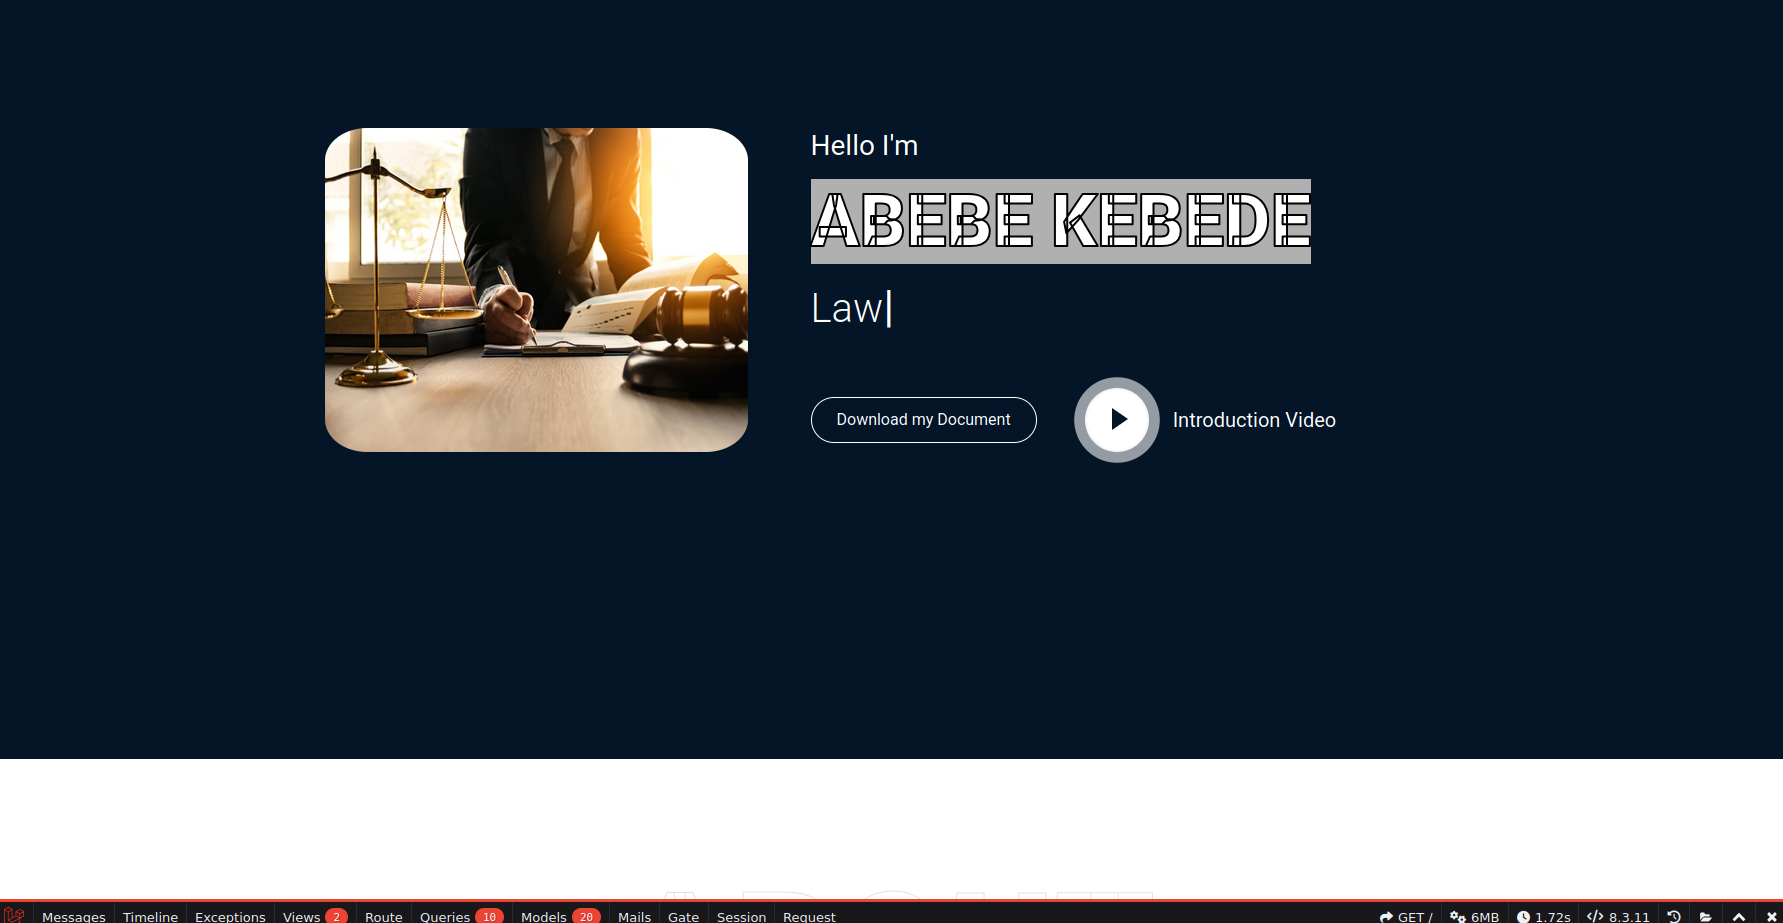 Hello I'm
ABEBE KEBEDE
Law
Download my Document
Introduction Video
ABOUT
Messages Timeline Exceptions Views 2 Route Queries 10 Models 20 Mails Gate Session Request GET / 6MB 1.72s 8.3.11